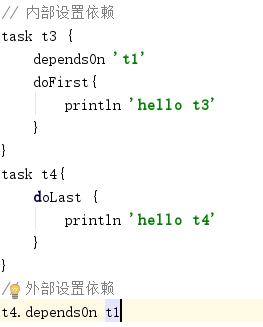 // 内部设置依赖
task t3 {
    dependsOn 't1'
    doFirst{
        println 'hello t3'
    }
}
task t4{
    doLast {
        println 'hello t4'
    }
}
//外部设置依赖
t4.dependsOn t1